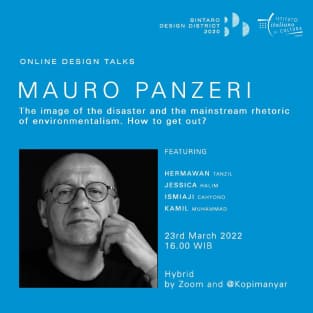 BINTARO
DESIGN DISTRICT
2020
ISTITUTO
italiano
DI CULTURA
ONLINE DESIGN TALKS
MAURO PANZERI
The image of the disaster and the mainstream rhetoric
of environmentalism. How to get out?
FEATURING
HERMAWAN TANZIL
JESSICA HALIM
ISMIAJI CAHYONO
KAMIL MUHAMMAD
23rd March 2022
16.00 WIB
Hybrid
by Zoom and @Kopimanyar